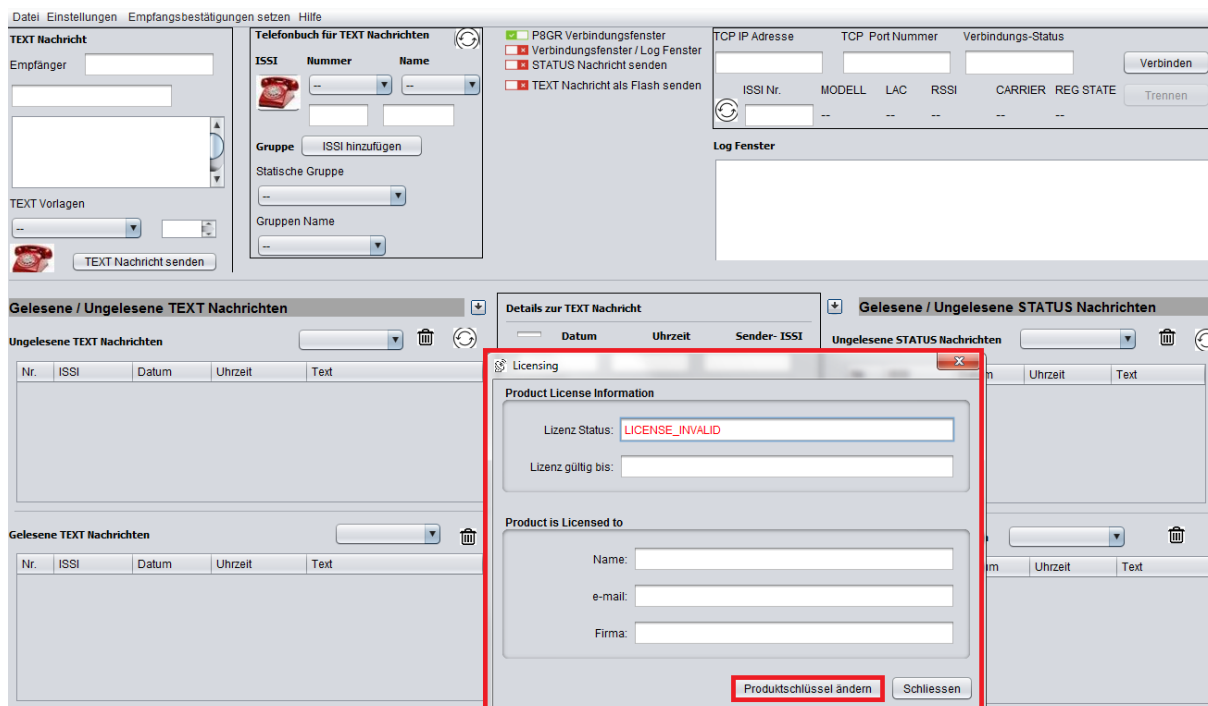 Datei Einstellungen Empfangsbestätigungen setzen Hilfe
TEXT Nachricht
Empfänger
TEXT Vorlagen
--
TEXT Nachricht senden
Telefonbuch für TEXT Nachrichten
ISSI Nummer Name
-- --
Gruppe ISSI hinzufügen
Statische Gruppe
--
Gruppen Name
--
P8GR Verbindungsfenster
Verbindungsfenster / Log Fenster
STATUS Nachricht senden
TEXT Nachricht als Flash senden
TCP IP Adresse TCP Port Nummer Verbindungs-Status
Verbinden
ISSI Nr. MODELL LAC RSSI CARRIER REG STATE
Trennen
-- -- -- -- --
Log Fenster
Gelesene / Ungelesene TEXT Nachrichten
Ungelesene TEXT Nachrichten
Nr. ISSI Datum Uhrzeit Text
Gelesene TEXT Nachrichten
Nr. ISSI Datum Uhrzeit Text
Details zur TEXT Nachricht
Datum Uhrzeit Sender- ISSI
Gelesene / Ungelesene STATUS Nachrichten
Ungelesene STATUS Nachrichten
Uhrzeit Text
Uhrzeit Text
Licensing
Product License Information
Lizenz Status: LICENSE_INVALID
Lizenz gültig bis:
Product is Licensed to
Name:
e-mail:
Firma:
Produktschlüssel ändern Schliessen